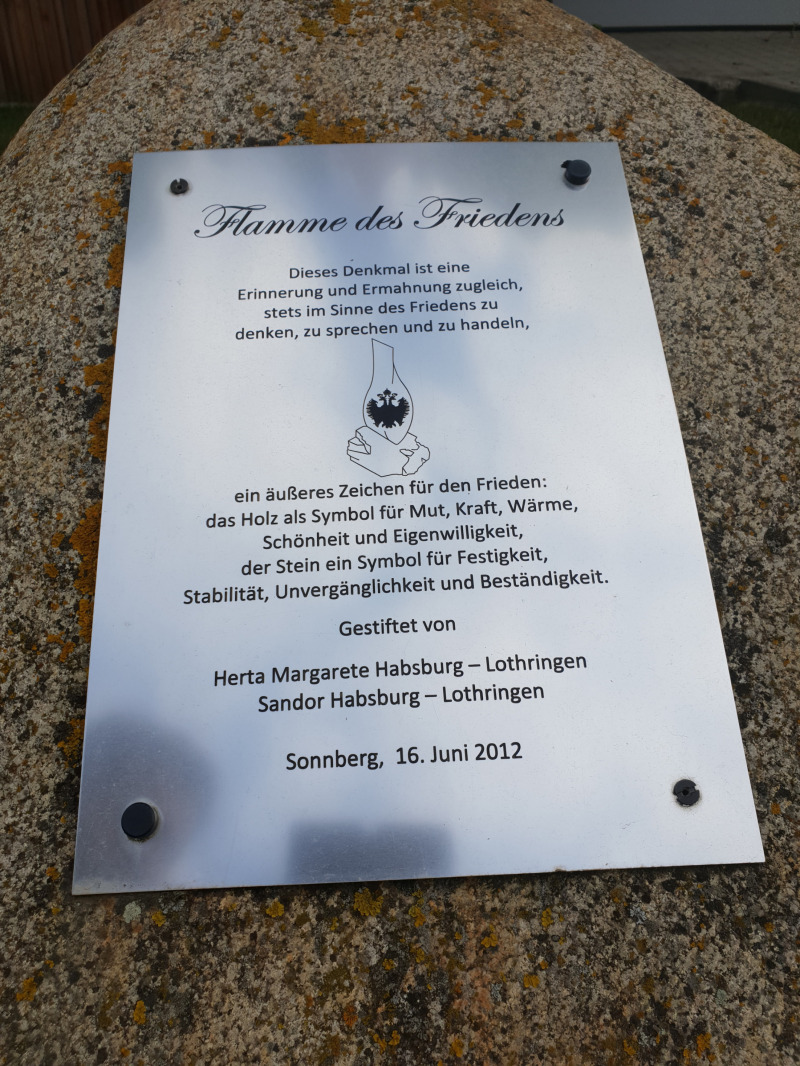 Flamme des Friedens
Dieses Denkmal ist eine
Erinnerung und Ermahnung zugleich,
stets im Sinne des Friedens zu
denken, zu sprechen und zu handeln,
ein äußeres Zeichen für den Frieden:
das Holz als Symbol für Mut, Kraft, Wärme,
Schönheit und Eigenwilligkeit,
der Stein ein Symbol für Festigkeit,
Stabilität, Unvergänglichkeit und Beständigkeit.
Gestiftet von
Herta Margarete Habsburg – Lothringen
Sandor Habsburg – Lothringen
Sonnberg, 16. Juni 2012